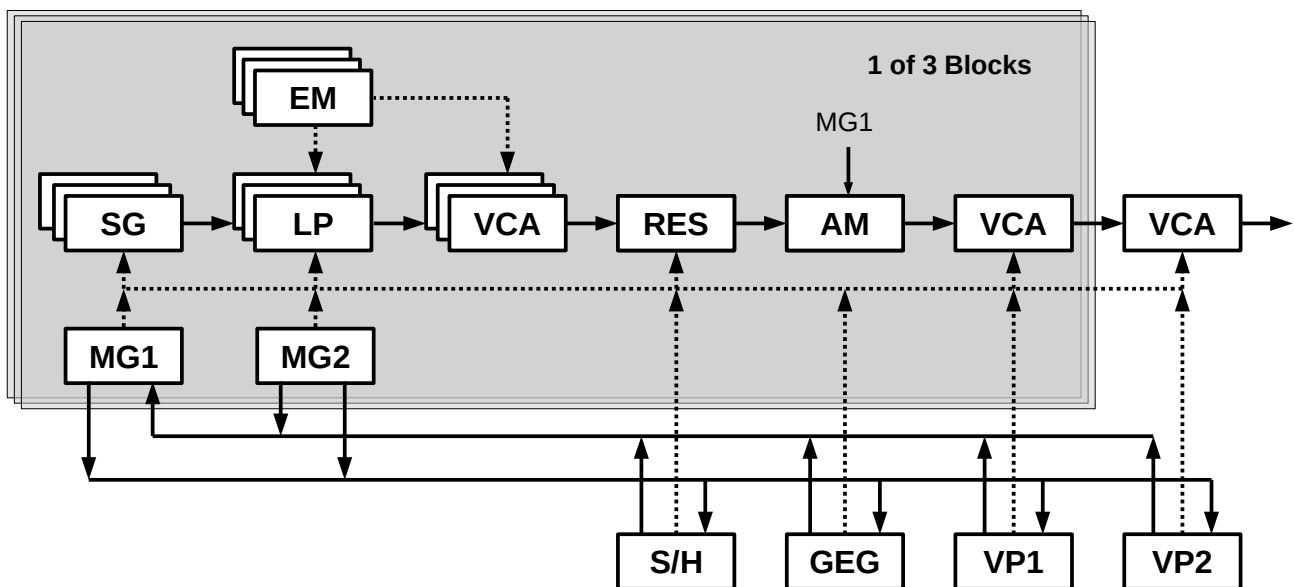 1 of 3 Blocks
EM
MG1
SG
LP
VCA
RES
AM
VCA
VCA
MG1
MG2
S/H
GEG
VP1
VP2